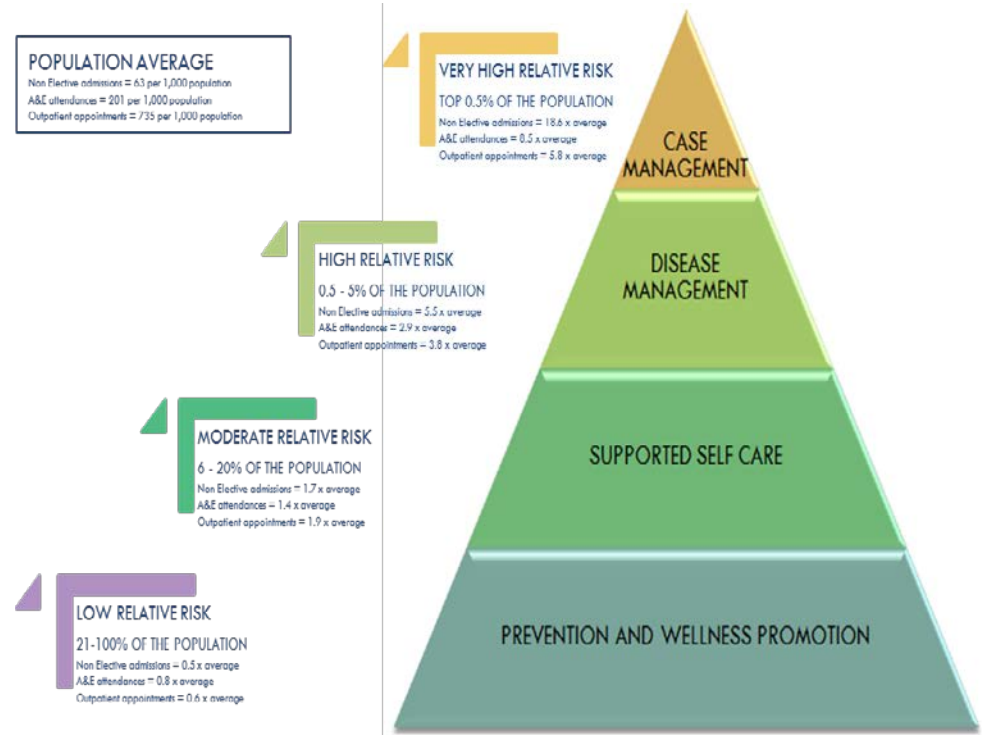 POPULATION AVERAGE
Non Elective admissions = 63 per 1,000 population
A&E attendances = 201 per 1,000 population
Outpatient appointments = 735 per 1,000 population
VERY HIGH RELATIVE RISK
TOP 0.5% OF THE POPULATION
Non Elective admissions = 18.6 x average
A&E attendances = 8.5 x average
Outpatient appointments = 5.8 x average
HIGH RELATIVE RISK
0.5 - 5% OF THE POPULATION
Non Elective admissions = 5.5 x average
A&E attendances = 2.9 x average
Outpatient appointments = 3.8 x average
MODERATE RELATIVE RISK
6 - 20% OF THE POPULATION
Non Elective admissions = 1.7 x average
A&E attendances = 1.4 x average
Outpatient appointments = 1.9 x average
LOW RELATIVE RISK
21-100% OF THE POPULATION
Non Elective admissions = 0.5 x average
A&E attendances = 0.8 x average
Outpatient appointments = 0.6 x average
CASE
MANAGEMENT
DISEASE
MANAGEMENT
SUPPORTED SELF CARE
PREVENTION AND WELLNESS PROMOTION